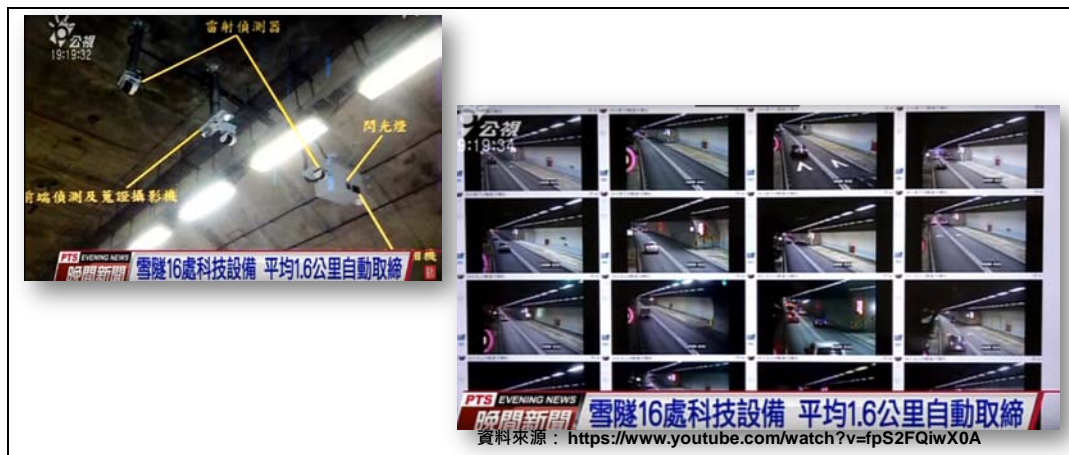 公視
19:19:32
雷射偵測器
閃光燈
前端偵測及蒐證攝影機
相機
PTS EVENING NEWS
晚間新聞
雪隧16處科技設備 平均1.6公里自動取締
公視
9:19:34
PTS EVENING NEWS
晚間新聞
雪隧16處科技設備 平均1.6公里自動取締
資料來源： https://www.youtube.com/watch?v=fpS2FQiwX0A